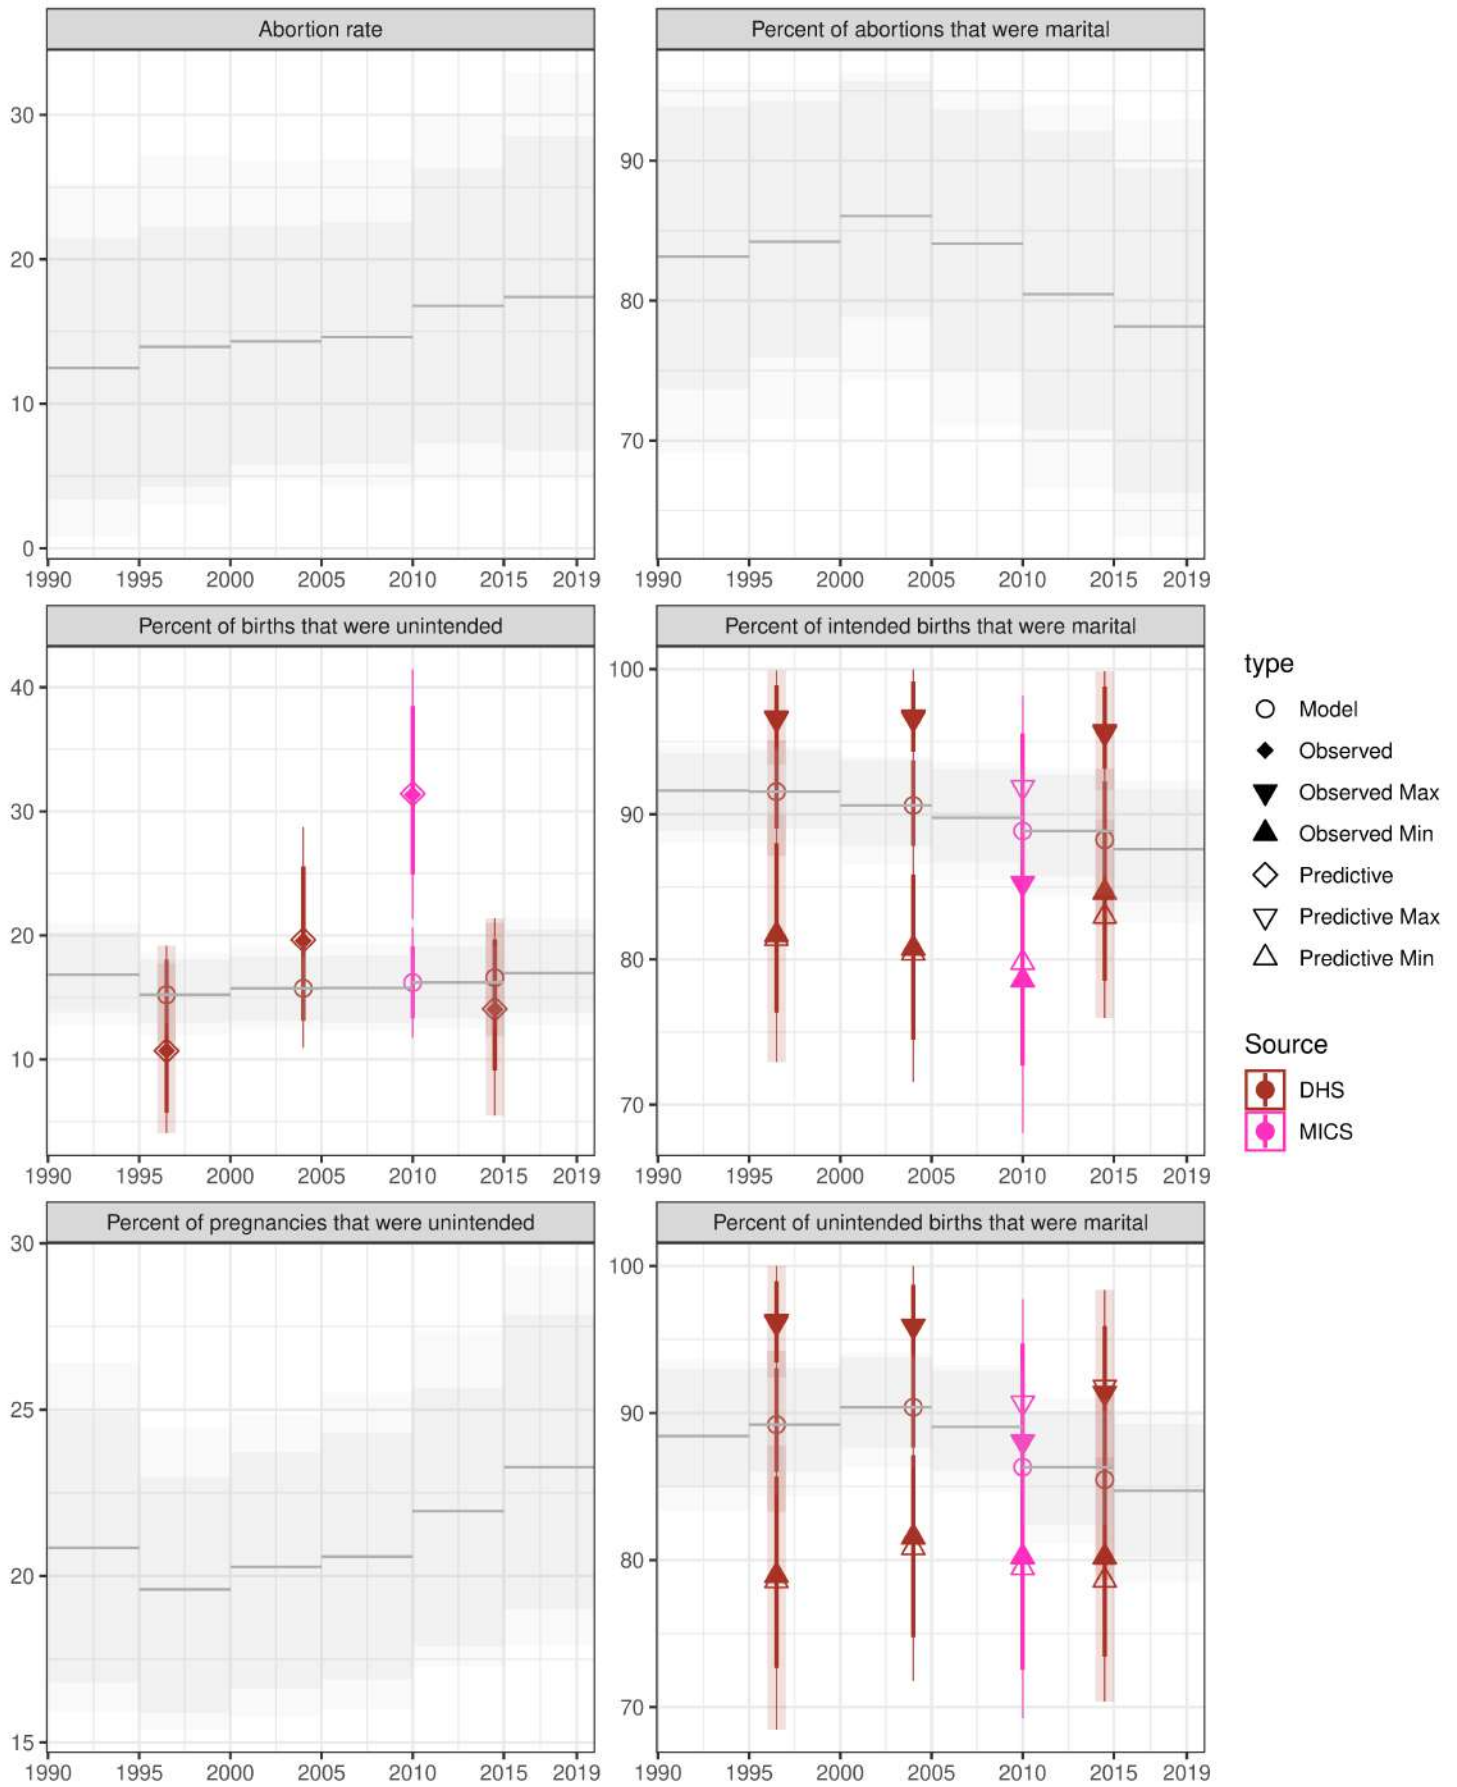 Abortion rate
Percent of abortions that were marital
30
20
10
0
90
80
70
1990 1995 2000 2005 2010 2015 2019
1990 1995 2000 2005 2010 2015 2019
Percent of births that were unintended
Percent of intended births that were marital
40
30
20
10
100
90
80
70
1990 1995 2000 2005 2010 2015 2019
1990 1995 2000 2005 2010 2015 2019
type
Model
Observed
Observed Max
Observed Min
Predictive
Predictive Max
Predictive Min
Source
DHS
MICS
Percent of pregnancies that were unintended
Percent of unintended births that were marital
30
25
20
15
100
90
80
70
1990 1995 2000 2005 2010 2015 2019
1990 1995 2000 2005 2010 2015 2019